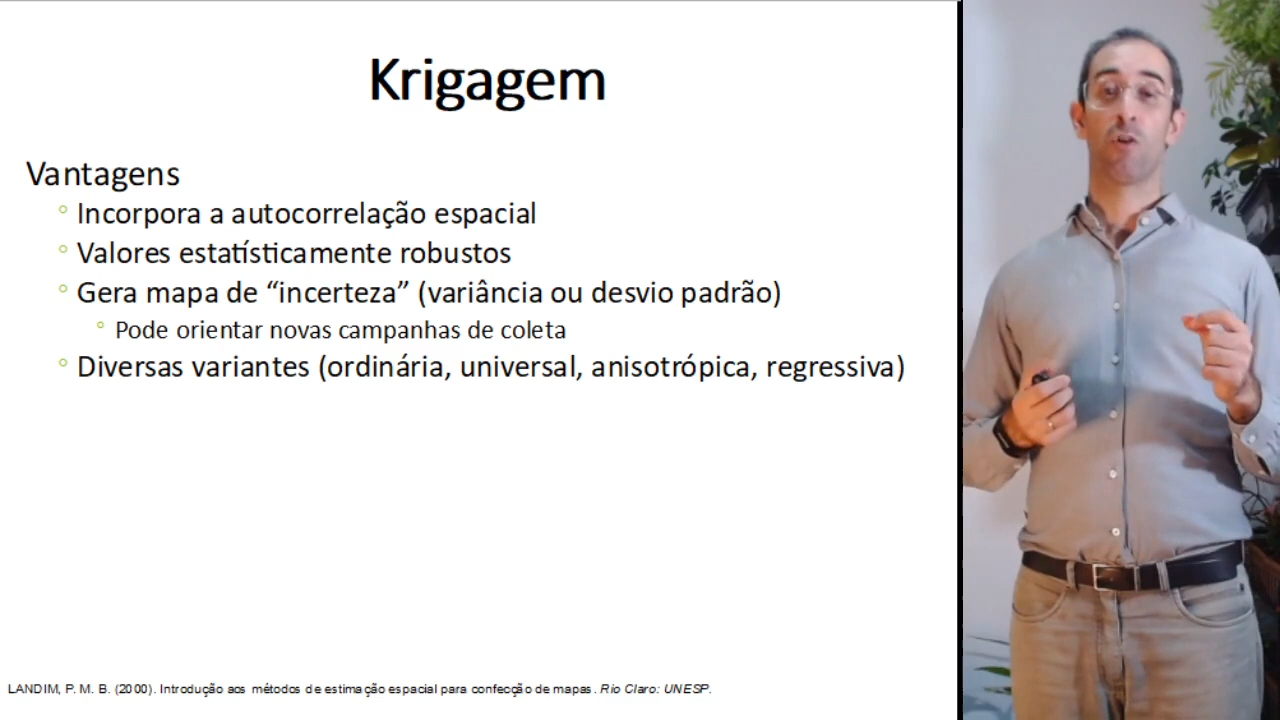 Krigagem
Vantagens
Incorpora a autocorrelação espacial
Valores estatísticamente robustos
Gera mapa de “incerteza” (variância ou desvio padrão)
Pode orientar novas campanhas de coleta
Diversas variantes (ordinária, universal, anisotrópica, regressiva)
LANDIM, P. M. B. (2000). Introdução aos métodos de estimação espacial para confecção de mapas. Rio Claro: UNESP.